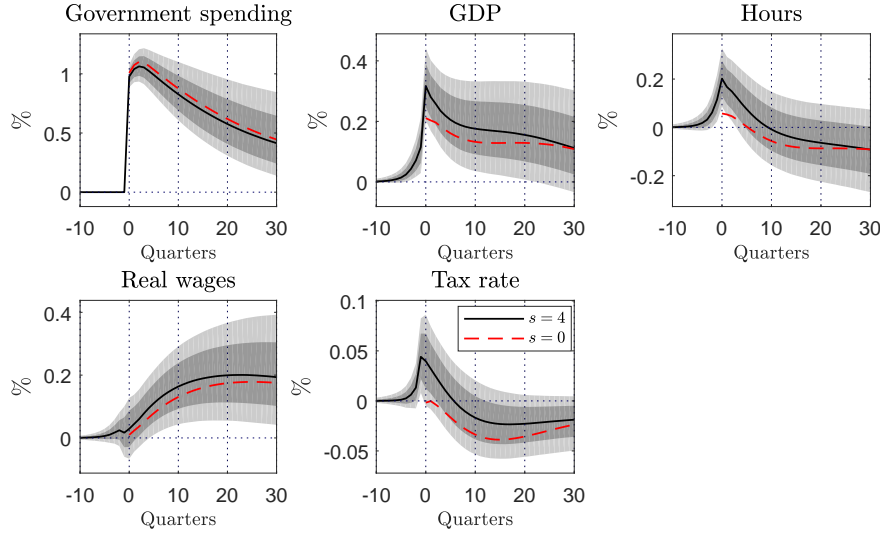 Government spending
GDP
Hours
%
1
0.5
0
-10 0 10 20 30
Quarters
%
0.4
0.2
0
-10 0 10 20 30
Quarters
%
0.2
0
-0.2
-10 0 10 20 30
Quarters
Real wages
Tax rate
%
0.4
0.2
0
-10 0 10 20 30
Quarters
%
0.1
0.05
0
-0.05
s = 4
s = 0
-10 0 10 20 30
Quarters